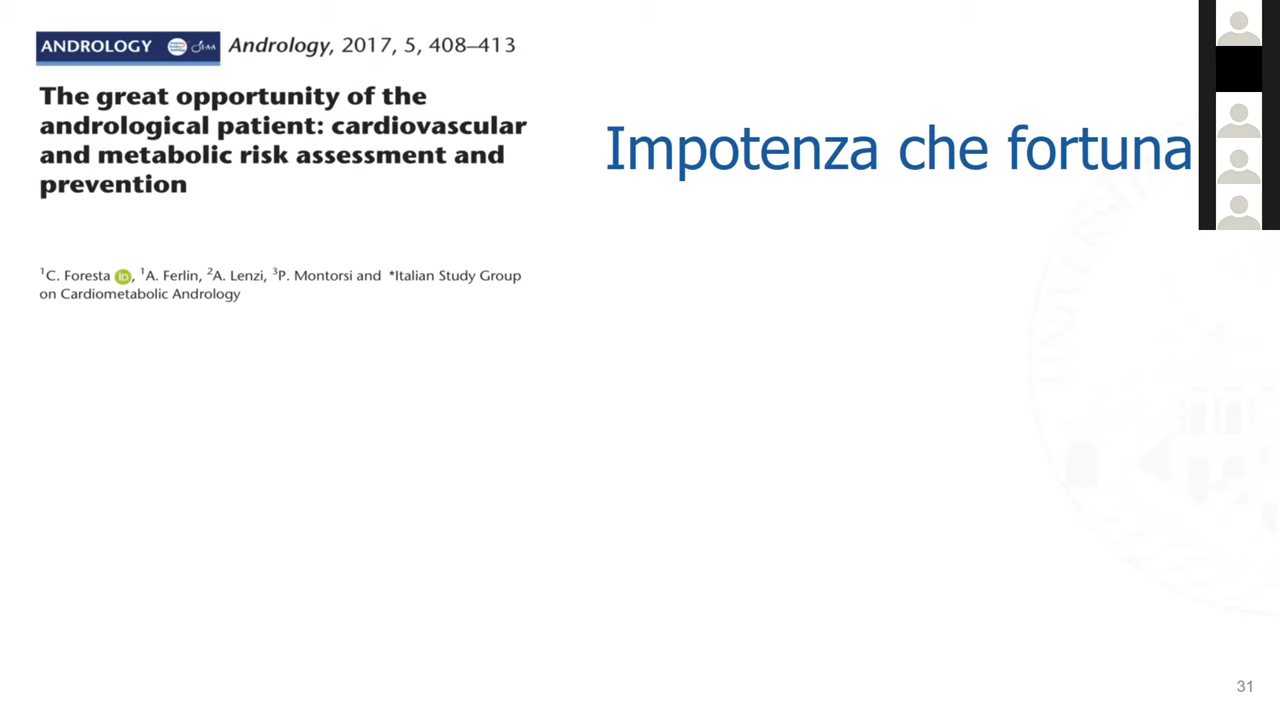 ANDROLOGY Andrology, 2017, 5, 408–413
The great opportunity of the
andrological patient: cardiovascular
and metabolic risk assessment and
prevention
Impotenza che fortuna
¹C. Foresta iD, ¹A. Ferlin, ²A. Lenzi, ³P. Montorsi and *Italian Study Group
on Cardiometabolic Andrology
31